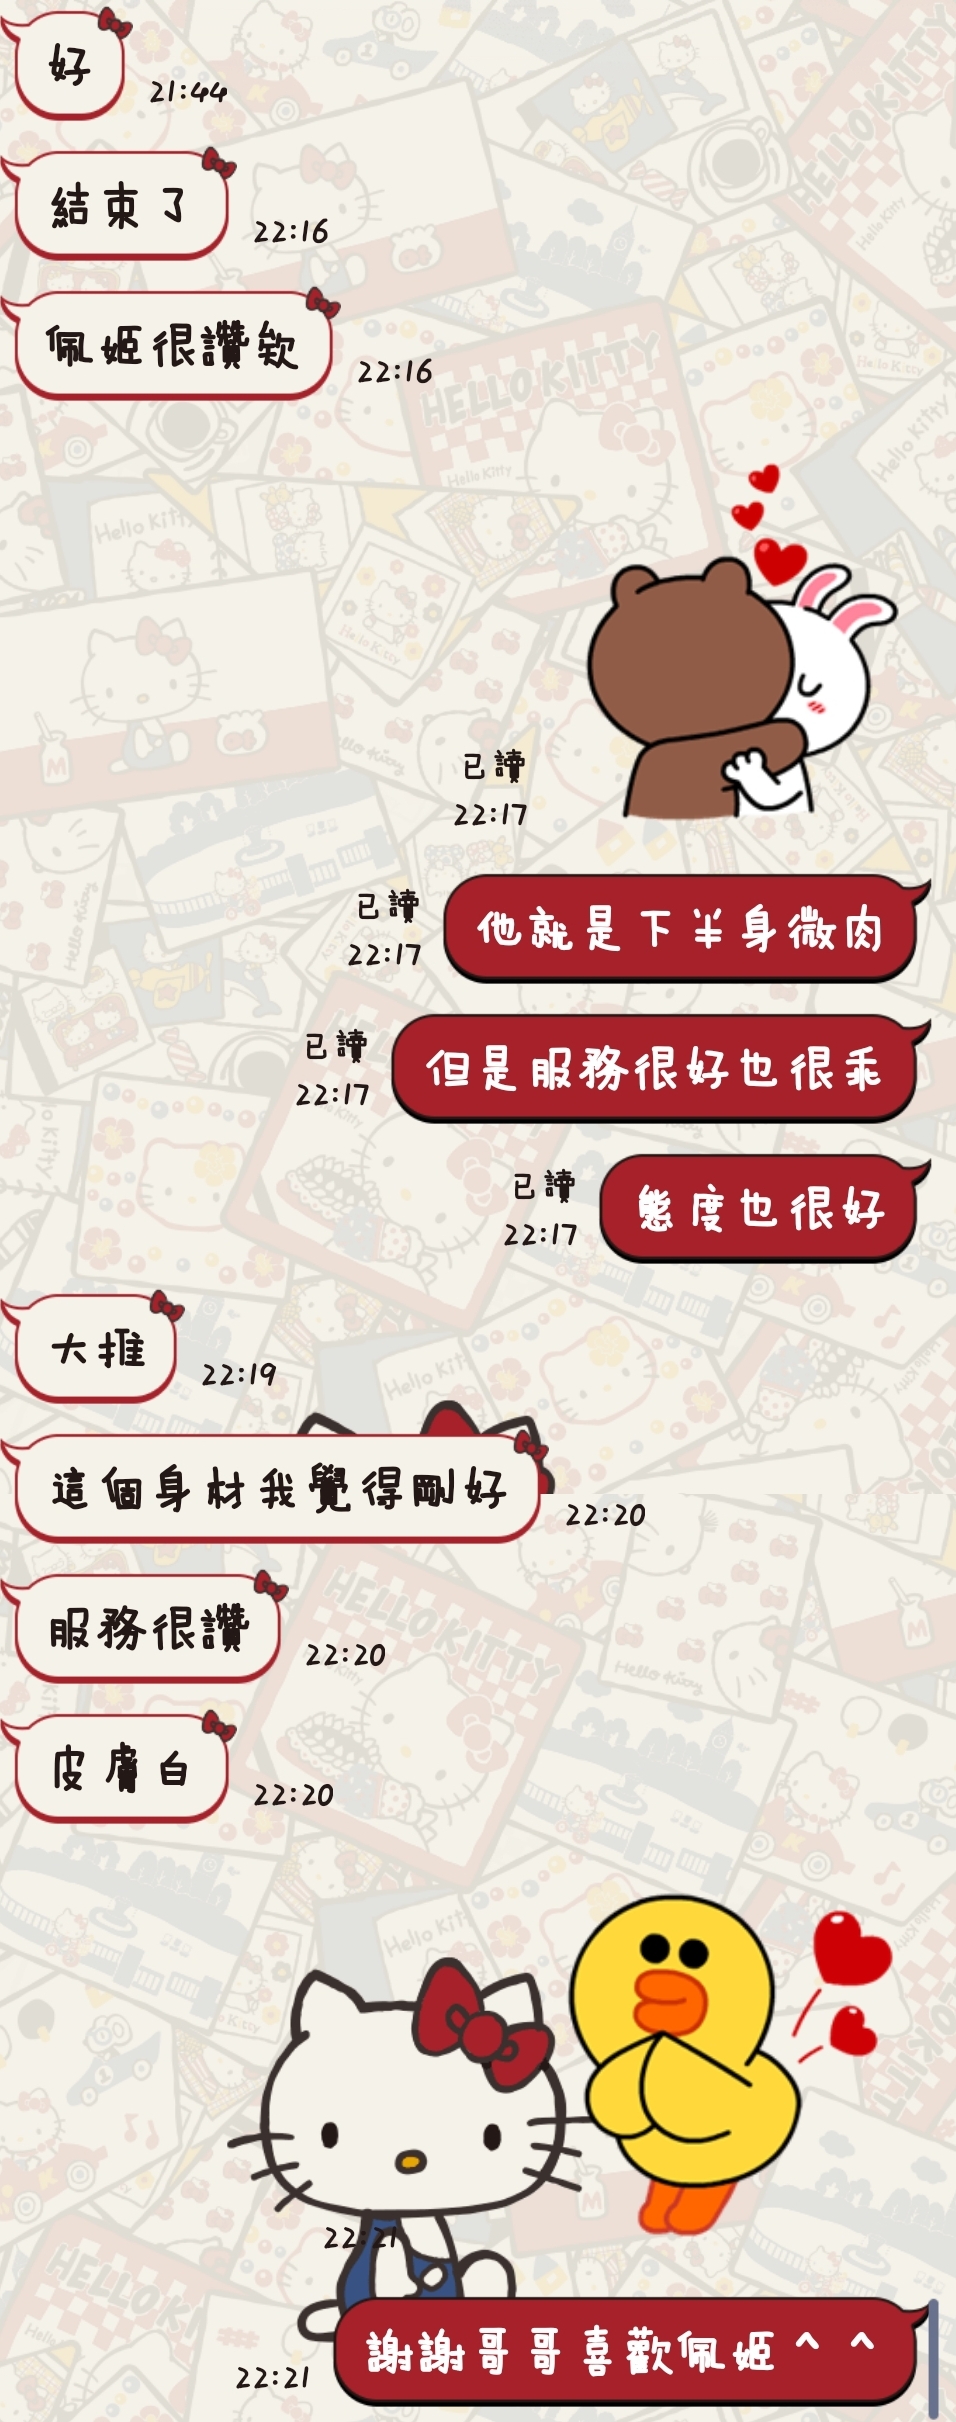 好
21:44
結束了
22:16
佩姬很讚欸
22:16
已讀
22:17
他就是下半身微肉
已讀
22:17
但是服務很好也很乖
已讀
22:17
態度也很好
已讀
22:17
大推
22:19
這個身材我覺得剛好
22:20
服務很讚
22:20
皮膚白
22:20
22:21
謝謝哥哥喜歡佩姬^ ^
22:21
HELLO KITTY
Hello Kitty